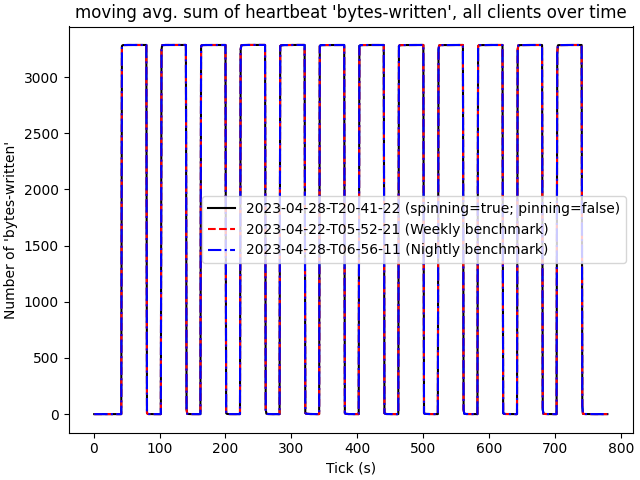 moving avg. sum of heartbeat 'bytes-written', all clients over time
Number of 'bytes-written'
3000
2500
2000
1500
1000
500
0
2023-04-28-T20-41-22 (spinning=true; pinning=false)
2023-04-22-T05-52-21 (Weekly benchmark)
2023-04-28-T06-56-11 (Nightly benchmark)
0 100 200 300 400 500 600 700 800
Tick (s)